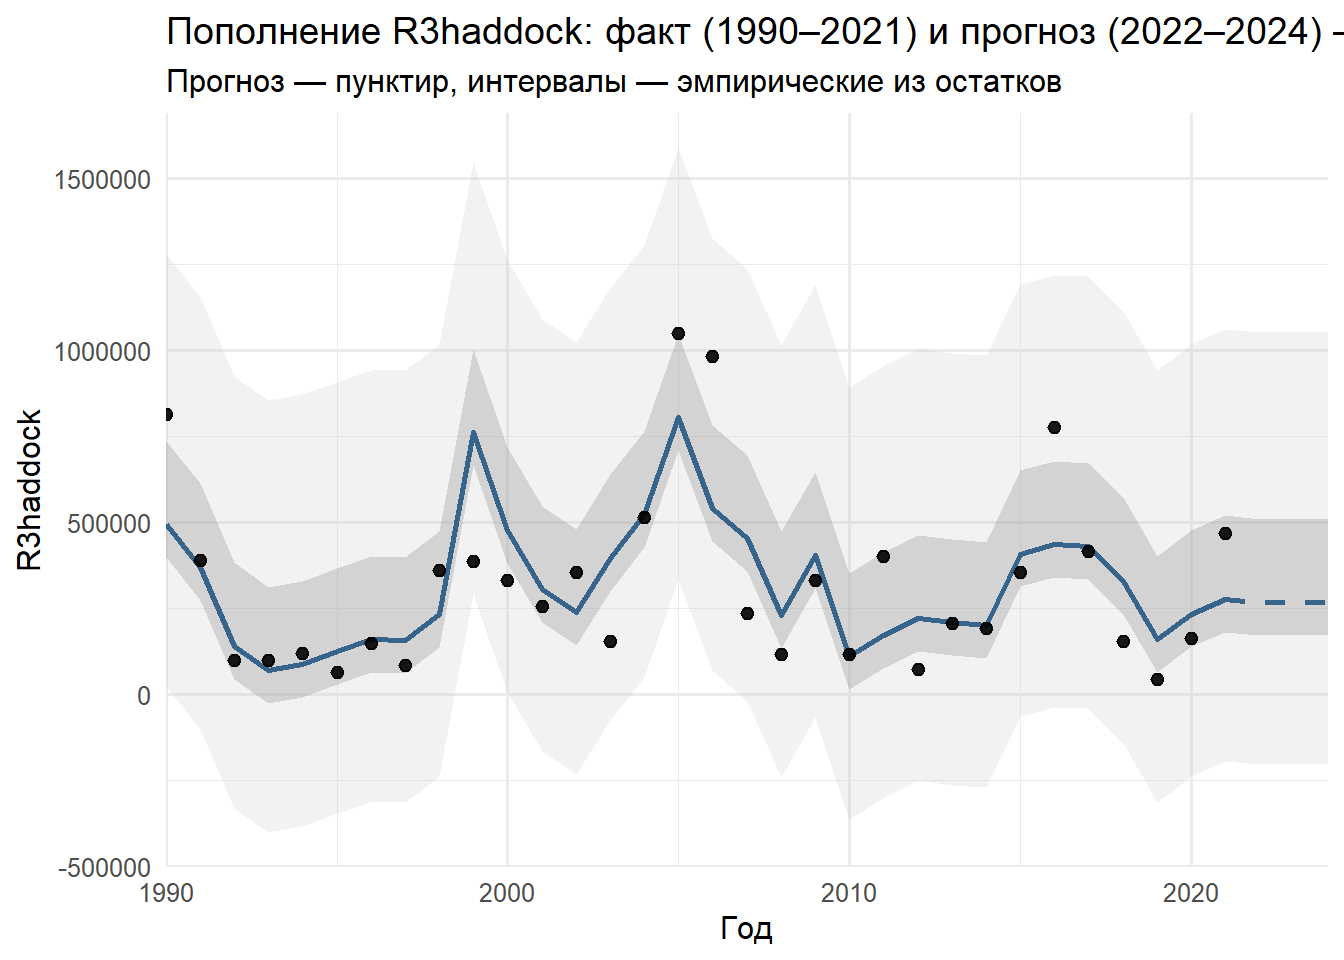 Пополнение R3haddock: факт (1990–2021) и прогноз (2022–2024) –
Прогноз — пунктир, интервалы — эмпирические из остатков
1500000
1000000
500000
0
-500000
R3haddock
1990
2000
2010
2020
Год